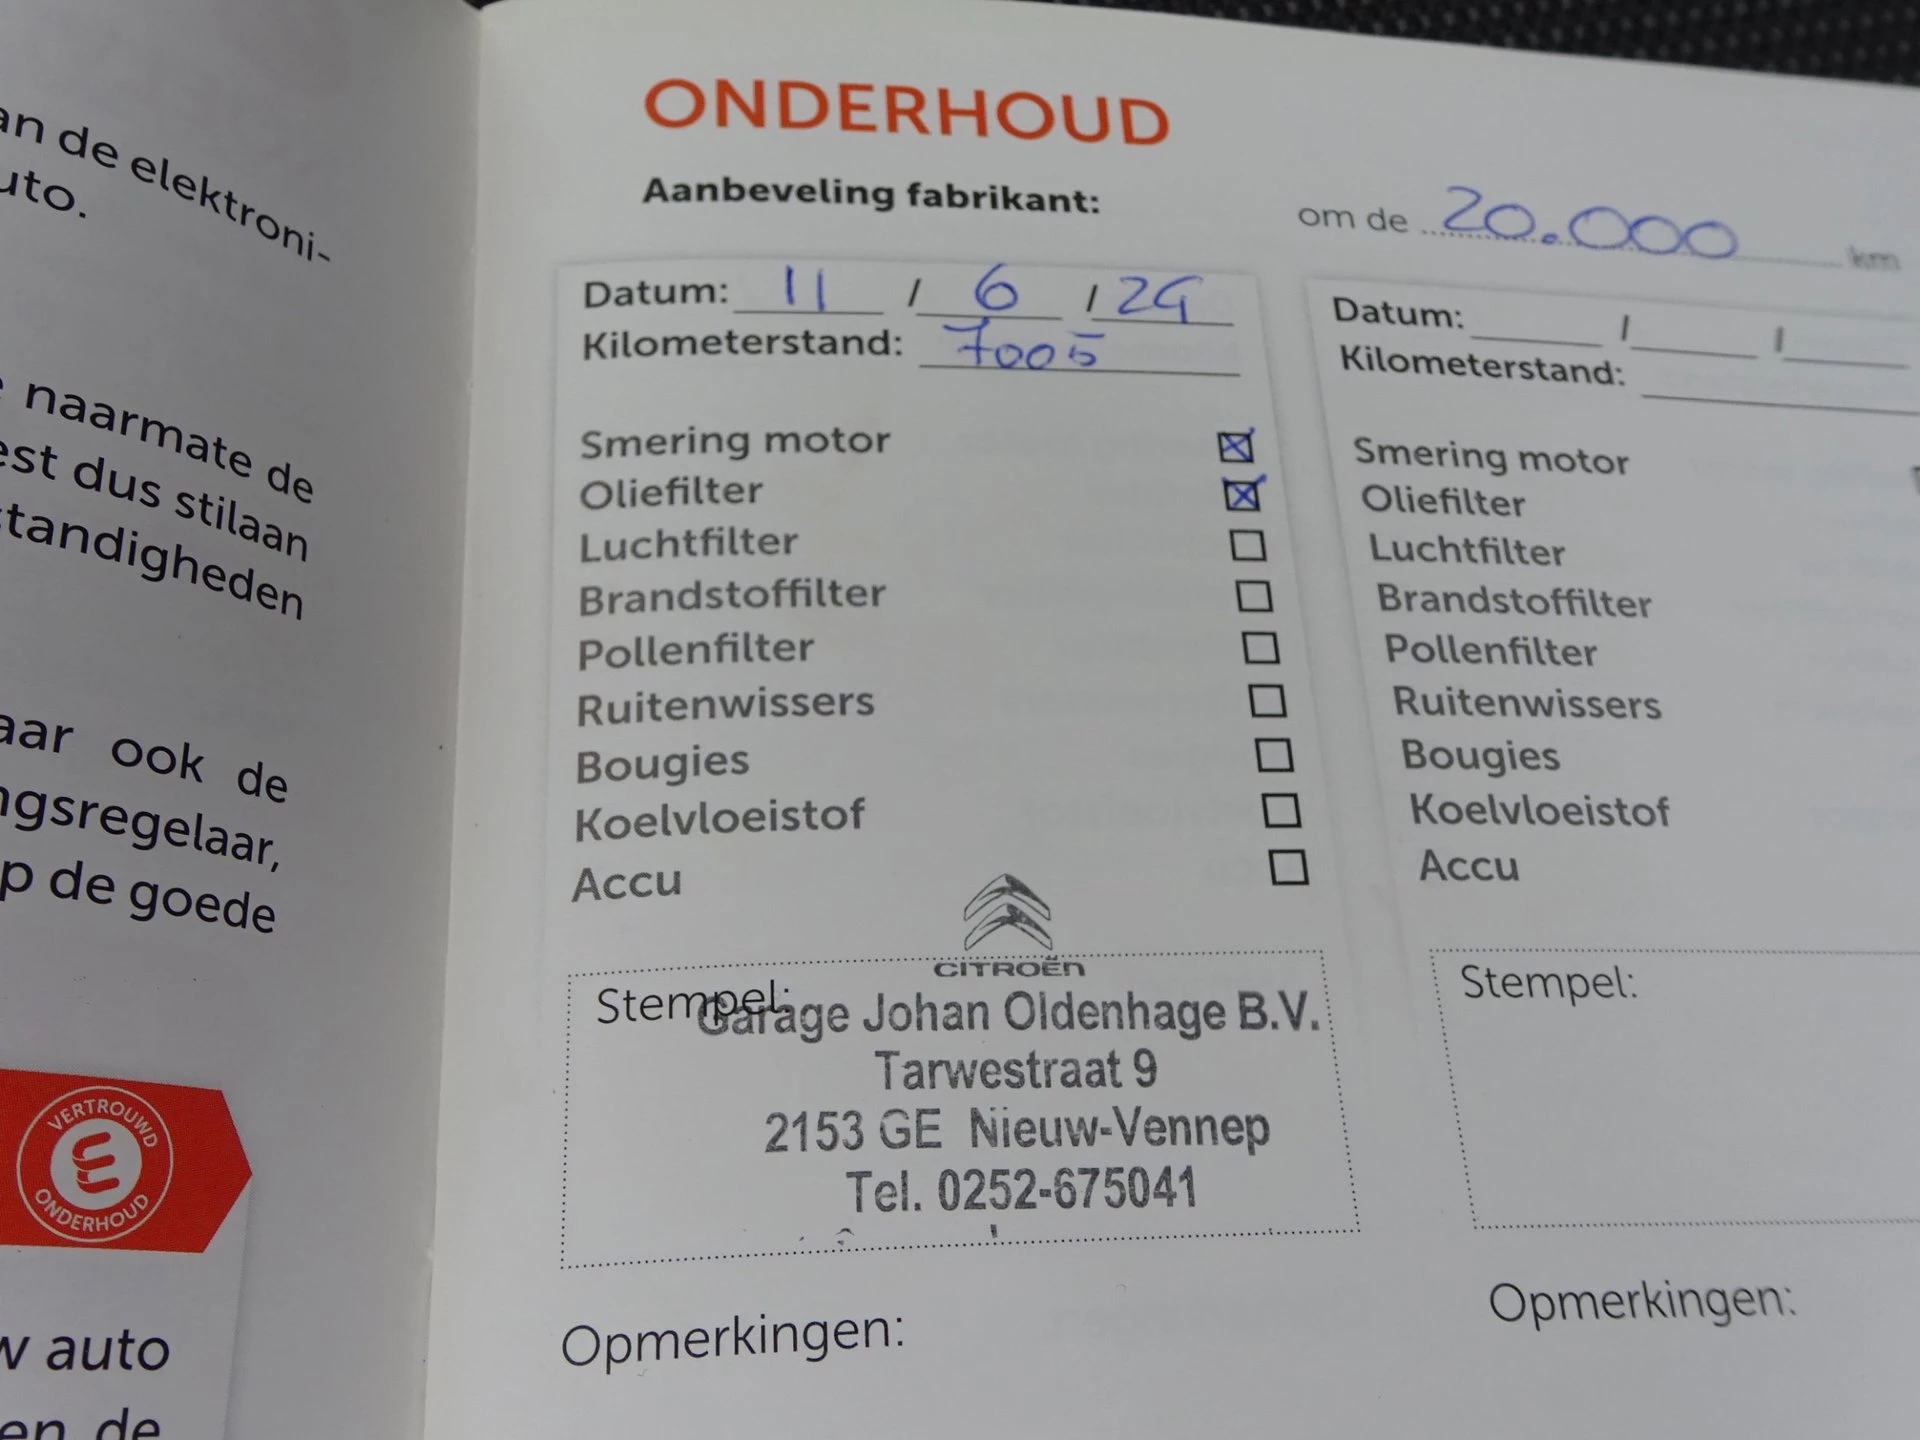 an de elektroni-
uto.
naarmate de
est dus stilaan
standigheden
aar ook de
ngsregelaar,
p de goede
VERTROUWD
ONDERHOUD
w auto
en de
ONDERHOUD
Aanbeveling fabrikant:
om de 20.000 km
Datum: 11 / 6 / 24
Kilometerstand: 7005
Smering motor
Oliefilter
Luchtfilter
Brandstoffilter
Pollenfilter
Ruitenwissers
Bougies
Koelvloeistof
Accu
CITROËN
Stempel:
Garage Johan Oldenhage B.V.
Tarwestraat 9
2153 GE Nieuw-Vennep
Tel. 0252-675041
Opmerkingen:
Datum: / /
Kilometerstand:
Smering motor
Oliefilter
Luchtfilter
Brandstoffilter
Pollenfilter
Ruitenwissers
Bougies
Koelvloeistof
Accu
Stempel:
Opmerkingen: